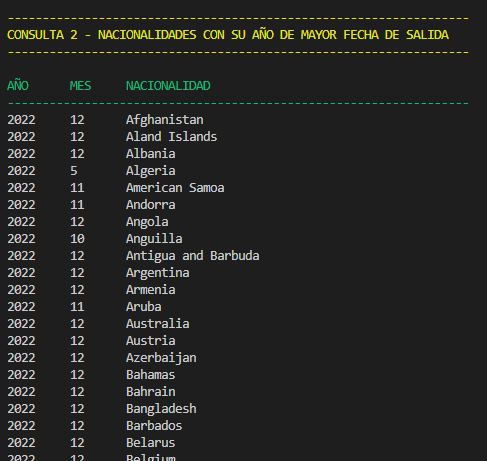 ------------------------------------------------------------------
CONSULTA 2 - NACIONALIDADES CON SU AÑO DE MAYOR FECHA DE SALIDA
------------------------------------------------------------------
AÑO MES NACIONALIDAD
------------------------------------------------------------------
2022 12 Afghanistan
2022 12 Aland Islands
2022 12 Albania
2022 5 Algeria
2022 11 American Samoa
2022 11 Andorra
2022 12 Angola
2022 10 Anguilla
2022 12 Antigua and Barbuda
2022 12 Argentina
2022 12 Armenia
2022 11 Aruba
2022 12 Australia
2022 12 Austria
2022 12 Azerbaijan
2022 12 Bahamas
2022 12 Bahrain
2022 12 Bangladesh
2022 12 Barbados
2022 12 Belarus
2022 12 Belgium